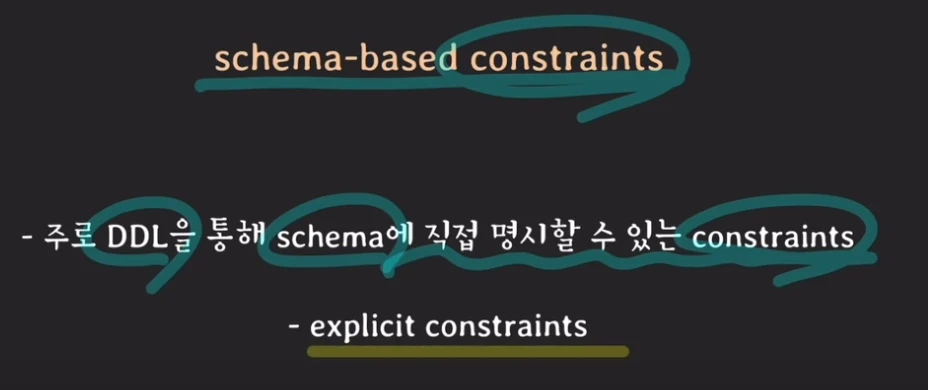 schema-based constraints
- 주로 DDL을 통해 schema에 직접 명시할 수 있는 constraints
- explicit constraints